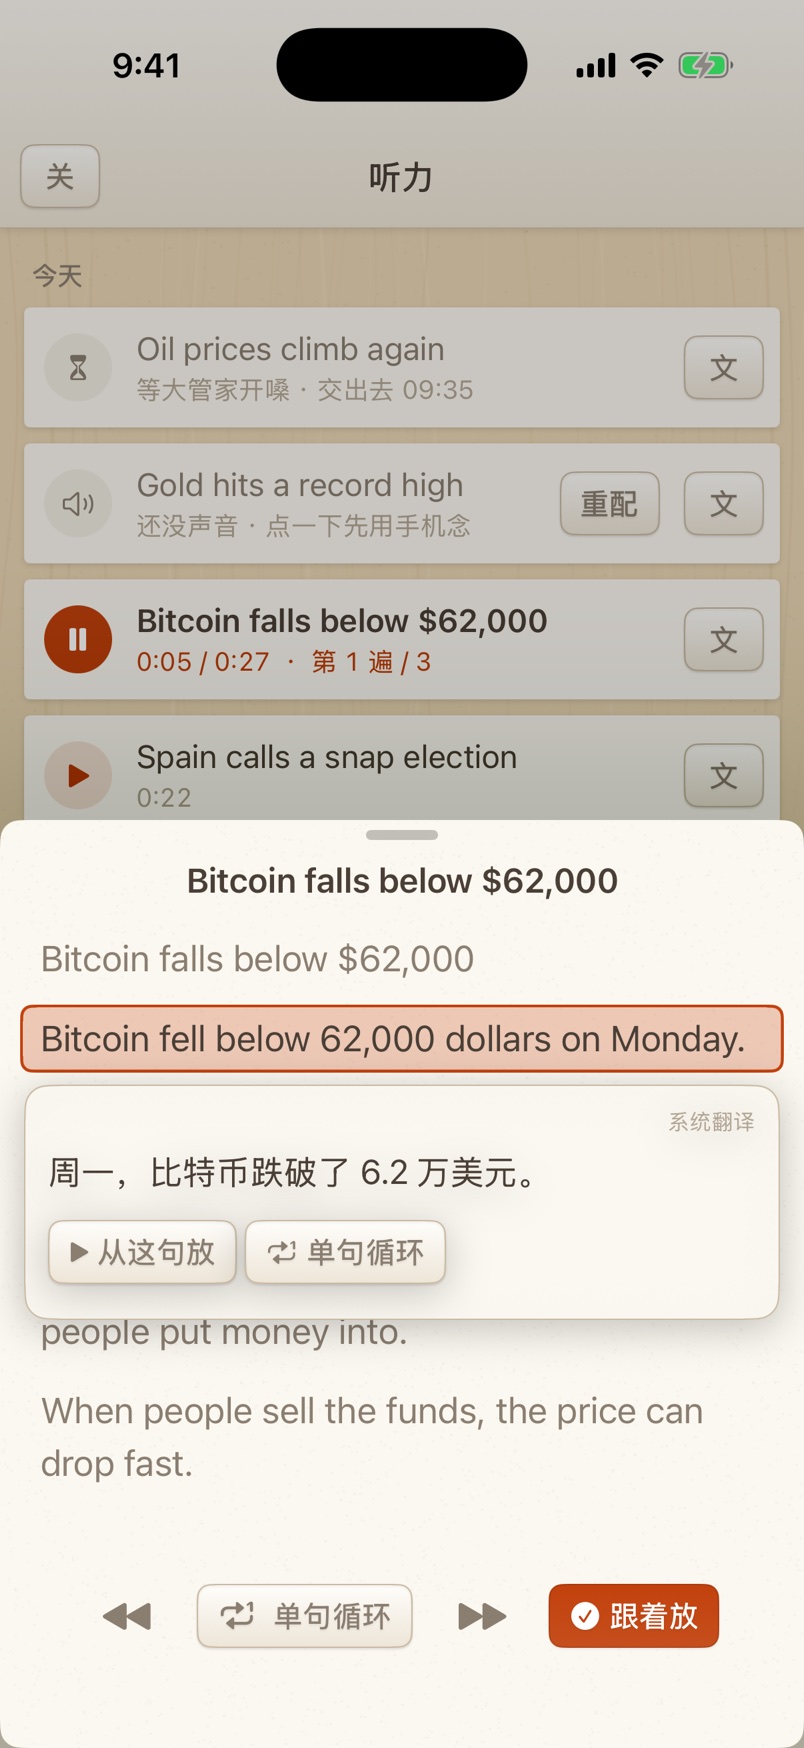 9:41
关
听力
今天
Oil prices climb again
等大管家开嗓 · 交出去 09:35
文
Gold hits a record high
还没声音 · 点一下先用手机念
重配
文
Bitcoin falls below $62,000
0:05 / 0:27 · 第 1 遍 / 3
文
Spain calls a snap election
0:22
文
Bitcoin falls below $62,000
Bitcoin falls below $62,000
Bitcoin fell below 62,000 dollars on Monday.
系统翻译
周一，比特币跌破了 6.2 万美元。
从这句放
单句循环
people put money into.
When people sell the funds, the price can
drop fast.
单句循环
跟着放